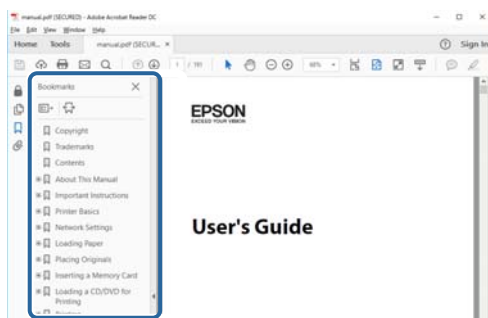 manual.pdf (SECURED) - Adobe Acrobat Reader DC
File Edit View Window Help
Home Tools manual.pdf (SECUR... × Sign In
1 / 191
Bookmarks
EPSON
EXCEED YOUR VISION
Copyright
Trademarks
Contents
About This Manual
Important Instructions
Printer Basics
Network Settings
User's Guide
Loading Paper
Placing Originals
Inserting a Memory Card
Loading a CD/DVD for
Printing